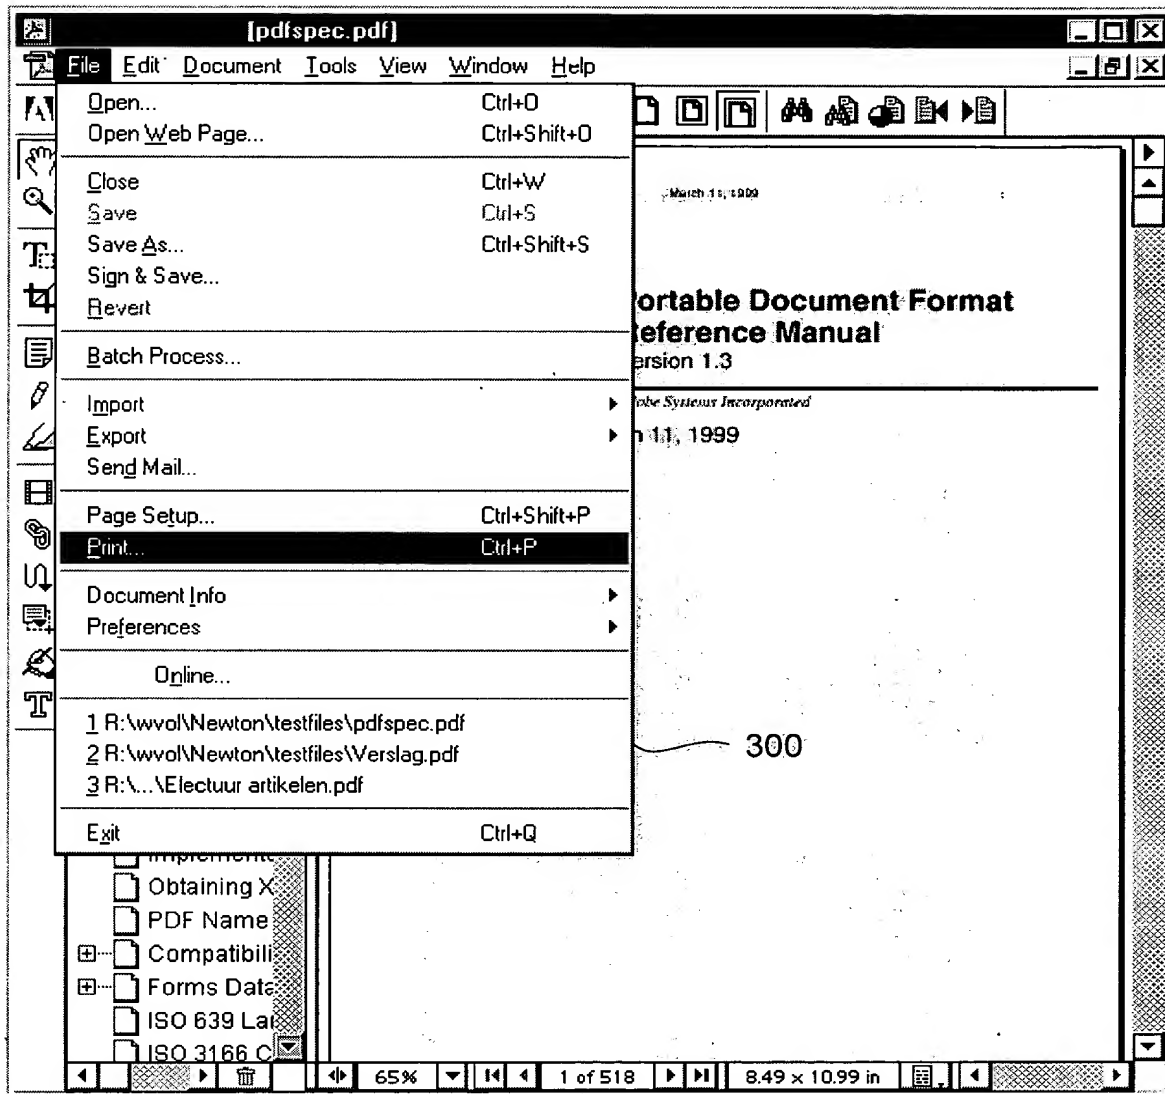 [pdfspec.pdf]
File Edit Document Tools View Window Help
Open... Ctrl+O
Open Web Page... Ctrl+Shift+O
Close Ctrl+W
Save Ctrl+S
Save As... Ctrl+Shift+S
Sign & Save...
Revert
Batch Process...
Import
Export
Send Mail...
Page Setup... Ctrl+Shift+P
Print... Ctrl+P
Document Info
Preferences
Online...
1 R:\wvol\Newton\testfiles\pdfspec.pdf
2 R:\wvol\Newton\testfiles\Verslag.pdf
3 R:\...\Electuur artikelen.pdf
Exit Ctrl+Q
March 11, 1999
ortable Document Format
eference Manual
ersion 1.3
obe Systems Incorporated
h 11, 1999
300
Implementa
Obtaining X
PDF Name
Compatibili
Forms Data
ISO 639 Lan
ISO 3166 C
65% 1 of 518 8.49 x 10.99 in